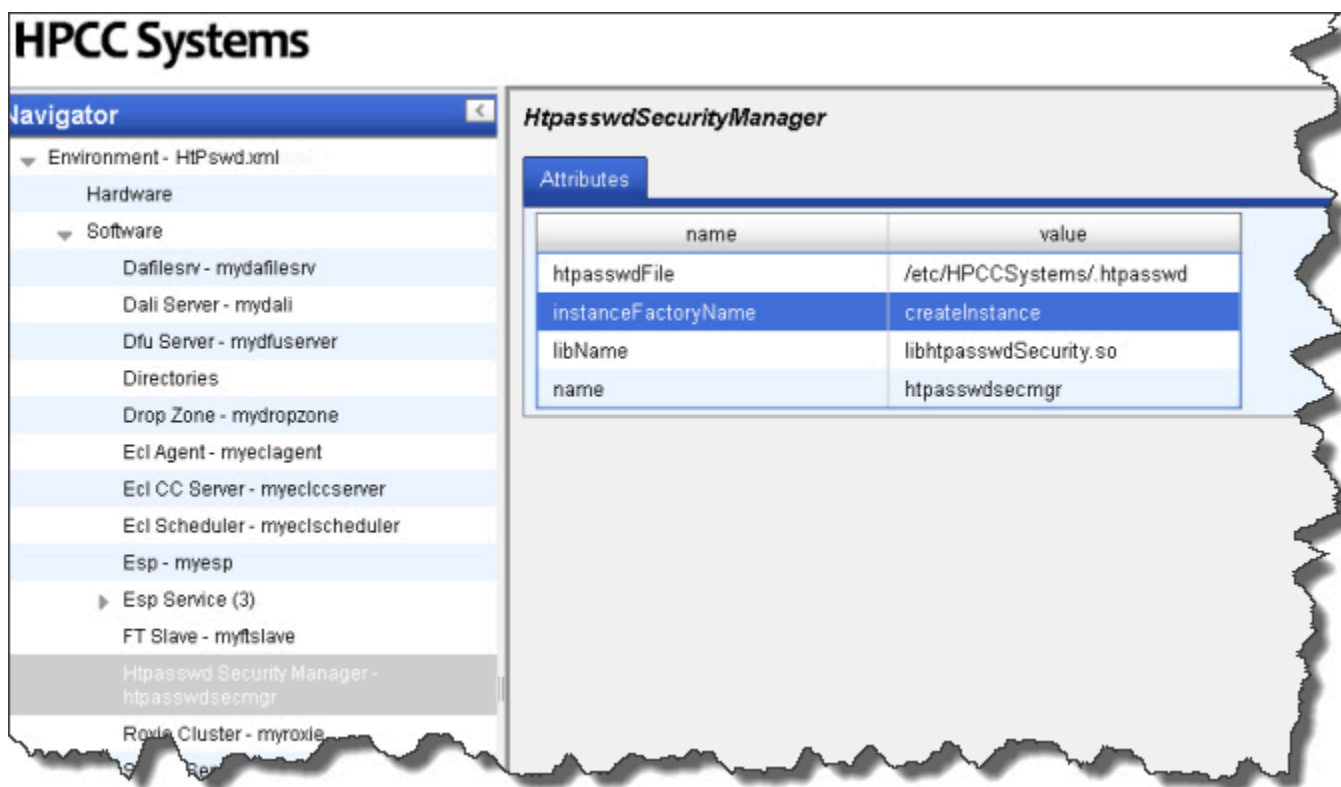 HPCC Systems
Navigator
Environment - HtPswd.xml
Hardware
Software
Dafilesrv - mydafilesrv
Dali Server - mydali
Dfu Server - mydfuserver
Directories
Drop Zone - mydropzone
Ecl Agent - myeclagent
Ecl CC Server - myeclccserver
Ecl Scheduler - myeclscheduler
Esp - myesp
Esp Service (3)
FT Slave - myftslave
Htpasswd Security Manager -
htpasswdsecmgr
Roxie Cluster - myroxie
HtpasswdSecurityManager
Attributes
name value
htpasswdFile /etc/HPCCSystems/.htpasswd
instanceFactoryName createInstance
libName libhtpasswdSecurity.so
name htpasswdsecmgr